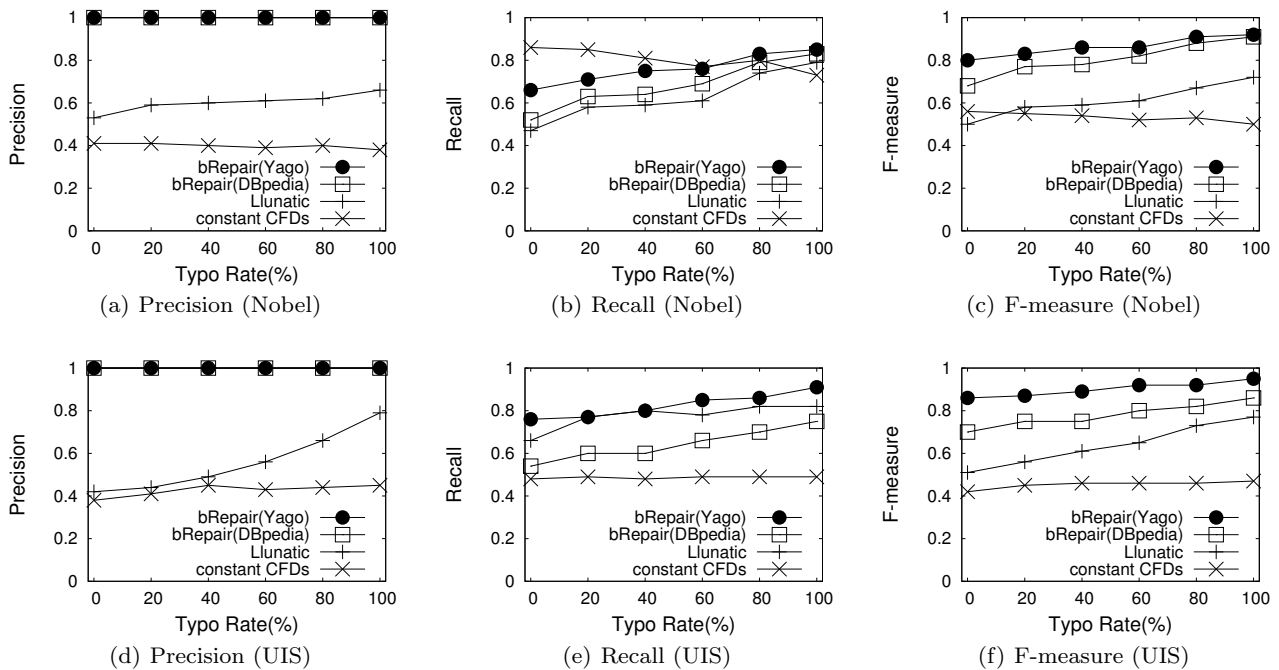 1
0.8
0.6
0.4
0.2
0
Precision
bRepair(Yago)
bRepair(DBpedia)
Llunatic
constant CFDs
0 20 40 60 80 100
Typo Rate(%)
(a) Precision (Nobel)
1
0.8
0.6
0.4
0.2
0
Recall
bRepair(Yago)
bRepair(DBpedia)
Llunatic
constant CFDs
0 20 40 60 80 100
Typo Rate(%)
(b) Recall (Nobel)
1
0.8
0.6
0.4
0.2
0
F-measure
bRepair(Yago)
bRepair(DBpedia)
Llunatic
constant CFDs
0 20 40 60 80 100
Typo Rate(%)
(c) F-measure (Nobel)
1
0.8
0.6
0.4
0.2
0
Precision
bRepair(Yago)
bRepair(DBpedia)
Llunatic
constant CFDs
0 20 40 60 80 100
Typo Rate(%)
(d) Precision (UIS)
1
0.8
0.6
0.4
0.2
0
Recall
bRepair(Yago)
bRepair(DBpedia)
Llunatic
constant CFDs
0 20 40 60 80 100
Typo Rate(%)
(e) Recall (UIS)
1
0.8
0.6
0.4
0.2
0
F-measure
bRepair(Yago)
bRepair(DBpedia)
Llunatic
constant CFDs
0 20 40 60 80 100
Typo Rate(%)
(f) F-measure (UIS)